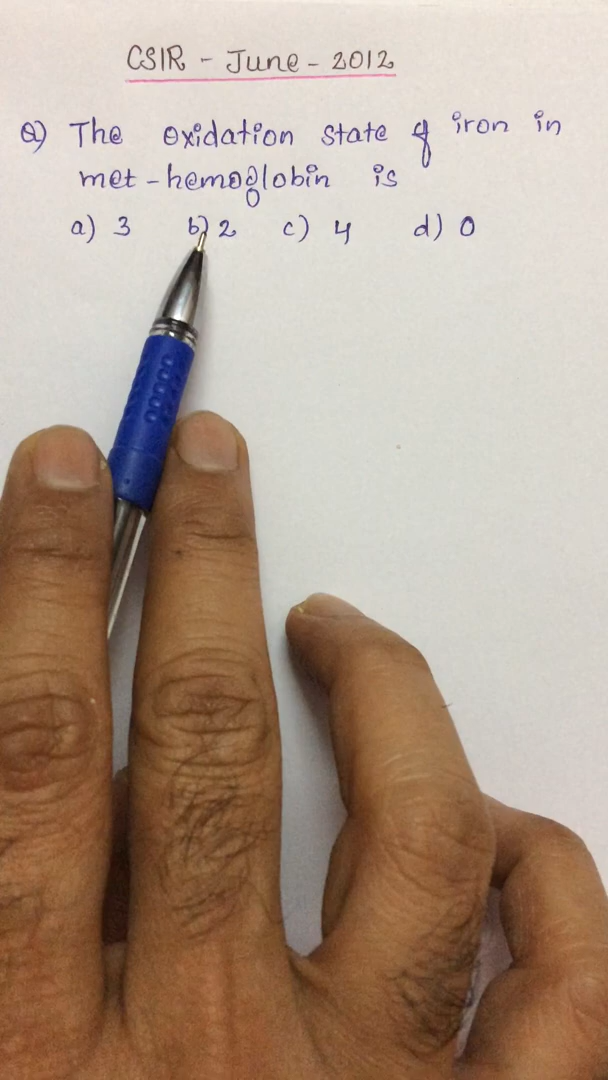 CSIR - June - 2012
Q) The oxidation state of iron in
met-hemoglobin is
a) 3 b) 2 c) 4 d) 0